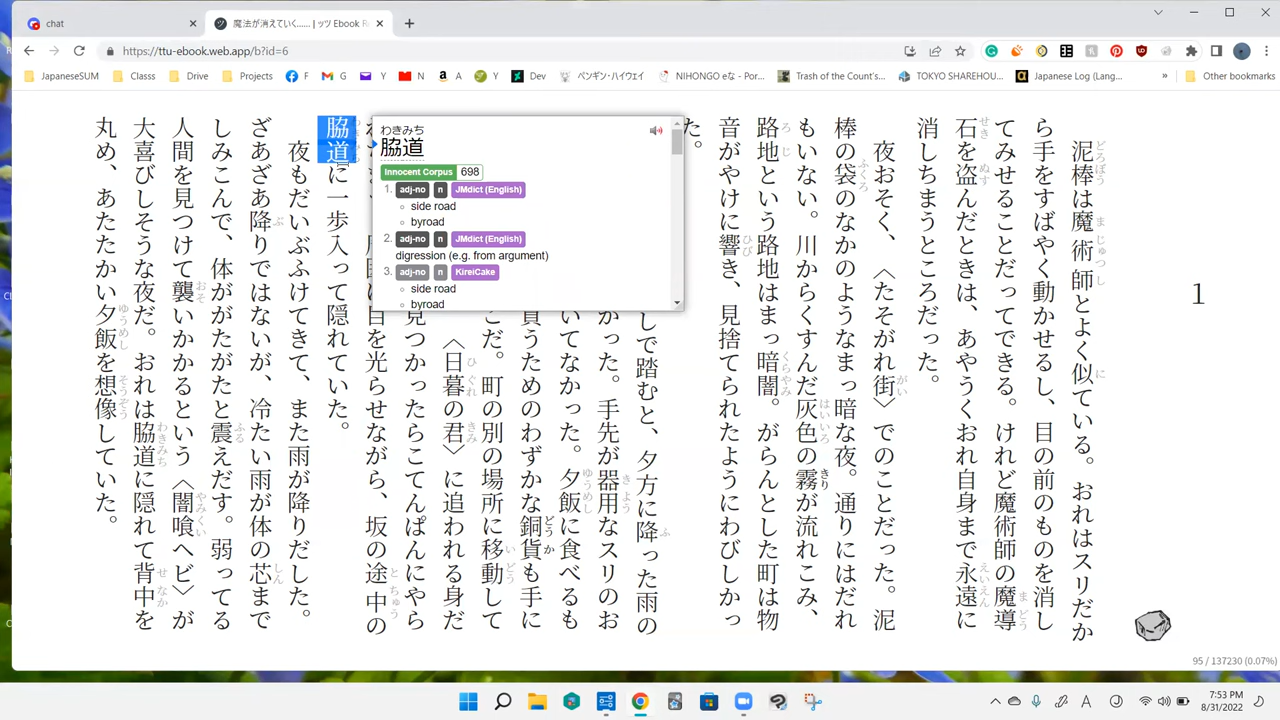 chat
魔法が消えていく…… | ッツ Ebook R
https://ttu-ebook.web.app/b?id=6
JapaneseSUM
Classs
Drive
Projects
F
G
Y
N
A
Y
Dev
ペンギン・ハイウェイ
NIHONGO eな - Por...
Trash of the Count's...
TOKYO SHAREHOU...
Japanese Log (Lang...
»
Other bookmarks
1
泥棒は魔術師とよく似ている。おれはスリだか
ら手をすばやく動かせるし、目の前のものを消し
てみせることだってできる。けれど魔術師の魔導
石を盗んだときは、あやうくおれ自身まで永遠に
消しちまうところだった。
夜おそく、〈たそがれ街〉でのことだった。泥
棒の袋のなかのようなまっ暗な夜。通りにはだれ
もいない。川からくすんだ灰色の霧が流れこみ、
路地という路地はまっ暗闇。がらんとした町は物
音がやけに響き、見捨てられたようにわびしかっ
た。
して踏むと、夕方に降った雨の
かった。手先が器用なスリのお
いてなかった。夕飯に食べるも
買うためのわずかな銅貨も手に
こだ。町の別の場所に移動して
〈日暮の君〉に追われる身だ
見つかったらこてんぱんにやら
目を光らせながら、坂の途中の
脇道に一歩入って隠れていた。
夜もだいぶふけてきて、また雨が降りだした。
ざあざあ降りではないが、冷たい雨が体の芯まで
しみこんで、体ががたがたと震えだす。弱ってる
人間を見つけて襲いかかるという〈闇喰ヘビ〉が
大喜びしそうな夜だ。おれは脇道に隠れて背中を
丸め、あたたかい夕飯を想像していた。
わきみち
脇道
Innocent Corpus 698
1. adj-no n JMdict (English)
side road
byroad
2. adj-no n JMdict (English)
digression (e.g. from argument)
3. adj-no n KireiCake
side road
byroad
95 / 137230 (0.07%)
7:53 PM
8/31/2022